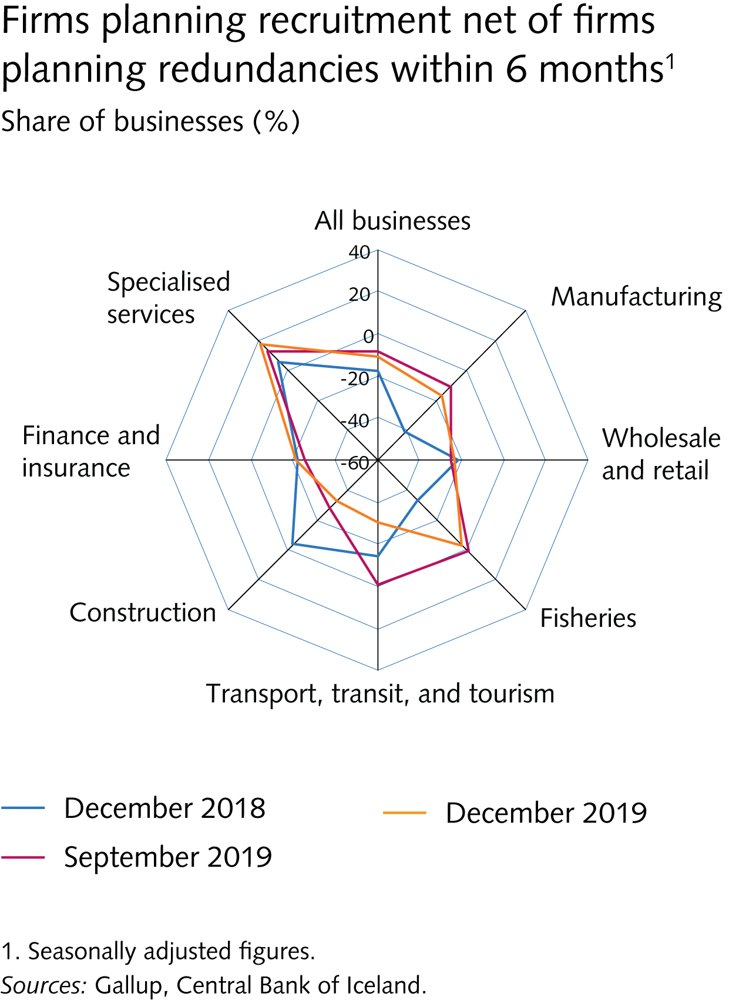 Firms planning recruitment net of firms
planning redundancies within 6 months¹
Share of businesses (%)
All businesses
40
20
0
-20
-40
-60
Specialised
services
Manufacturing
Finance and
insurance
Wholesale
and retail
Construction
Fisheries
Transport, transit, and tourism
December 2018
December 2019
September 2019
1. Seasonally adjusted figures.
Sources: Gallup, Central Bank of Iceland.